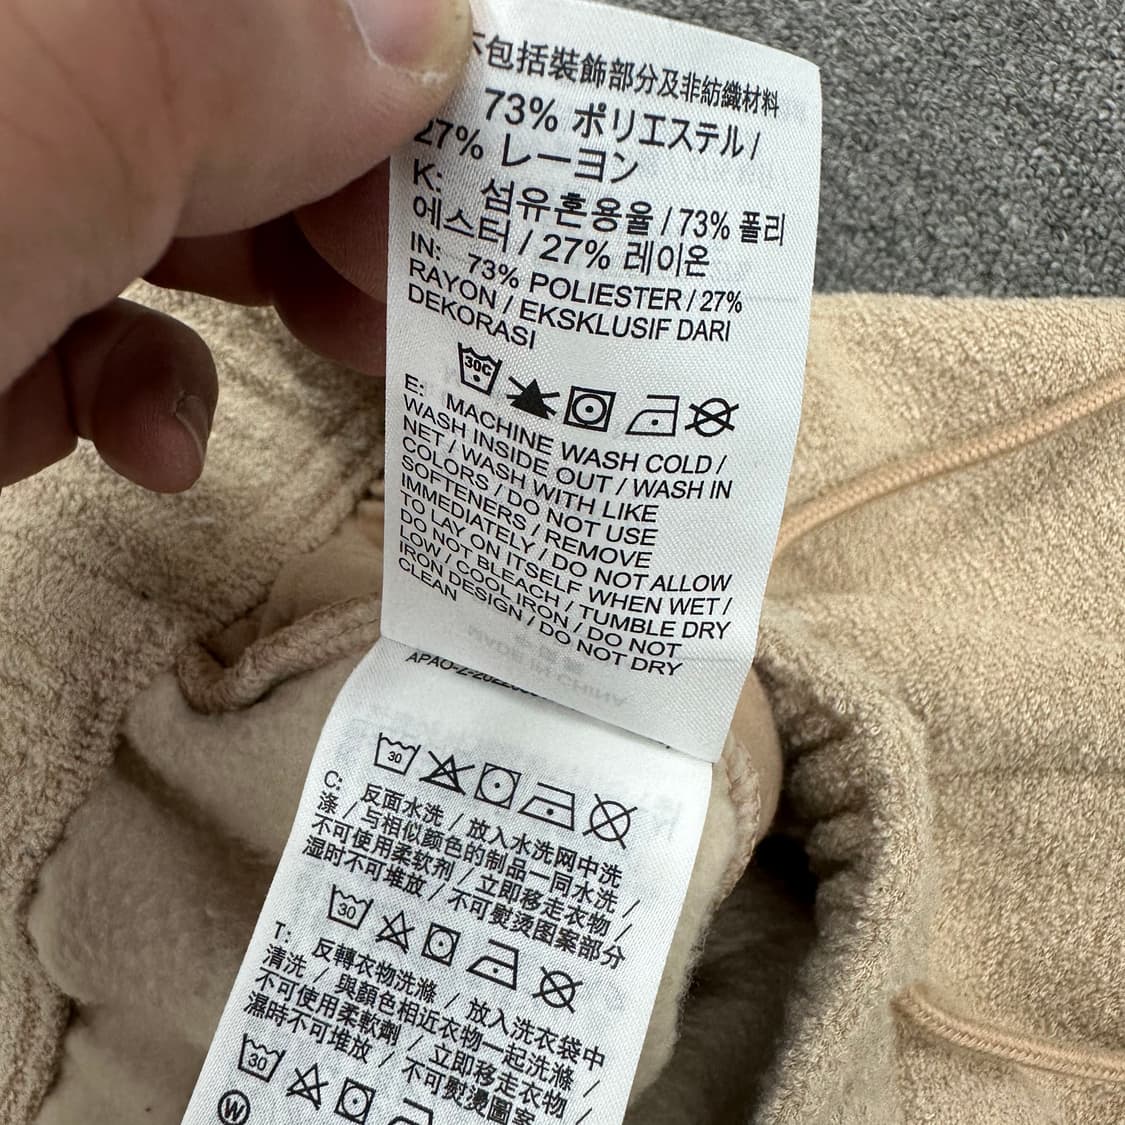 不包括裝飾部分及非紡織材料
73% ポリエステル /
27% レーヨン
K: 섬유혼용율 / 73% 폴리
에스터 / 27% 레이온
IN: 73% POLIESTER / 27%
RAYON / EKSKLUSIF DARI
DEKORASI
30C
E: MACHINE WASH COLD /
WASH INSIDE OUT / WASH IN
NET / WASH WITH LIKE
COLORS / DO NOT USE
SOFTENERS / REMOVE
IMMEDIATELY / DO NOT ALLOW
TO LAY ON ITSELF WHEN WET /
DO NOT BLEACH / TUMBLE DRY
LOW / COOL IRON / DO NOT
IRON DESIGN / DO NOT DRY
CLEAN
MADE IN CHINA
30
C: 反面水洗 / 放入水洗网中洗
涤 / 与相似颜色的制品一同水洗 /
不可使用柔软剂 / 立即移走衣物 /
湿时不可堆放 / 不可熨烫图案部分
30
T: 反轉衣物洗滌 / 放入洗衣袋中
清洗 / 與顏色相近衣物一起洗滌 /
不可使用柔軟劑 / 立即移走衣物 /
濕時不可堆放 / 不可熨燙圖案
30
W